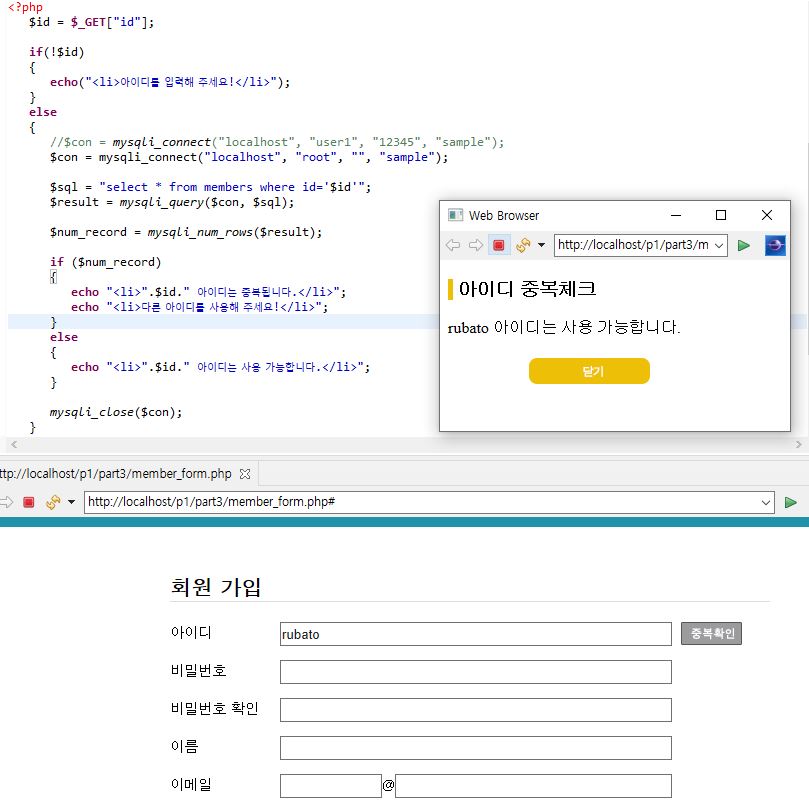 <?php
$id = $_GET["id"];
if(!$id)
{
echo("<li>아이디를 입력해 주세요!</li>");
}
else
{
//$con = mysqli_connect("localhost", "user1", "12345", "sample");
$con = mysqli_connect("localhost", "root", "", "sample");
$sql = "select * from members where id='$id'";
$result = mysqli_query($con, $sql);
$num_record = mysqli_num_rows($result);
if ($num_record)
{
echo "<li>".$id." 아이디는 중복됩니다.</li>";
echo "<li>다른 아이디를 사용해 주세요!</li>";
}
else
{
echo "<li>".$id." 아이디는 사용 가능합니다.</li>";
}
mysqli_close($con);
}
Web Browser
http://localhost/p1/part3/m
아이디 중복체크
rubato 아이디는 사용 가능합니다.
닫기
ttp://localhost/p1/part3/member_form.php
http://localhost/p1/part3/member_form.php#
회원 가입
아이디 rubato 중복확인
비밀번호
비밀번호 확인
이름
이메일 @